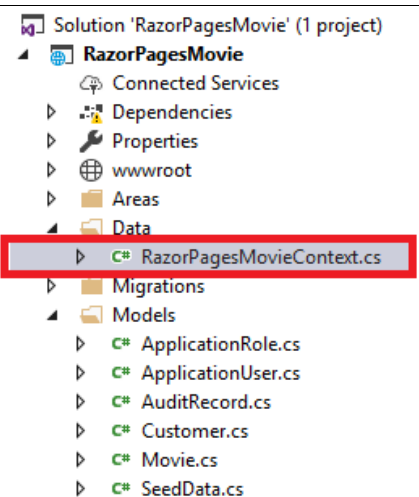 Solution 'RazorPagesMovie' (1 project)
RazorPagesMovie
Connected Services
Dependencies
Properties
wwwroot
Areas
Data
C# RazorPagesMovieContext.cs
Migrations
Models
C# ApplicationRole.cs
C# ApplicationUser.cs
C# AuditRecord.cs
C# Customer.cs
C# Movie.cs
C# SeedData.cs